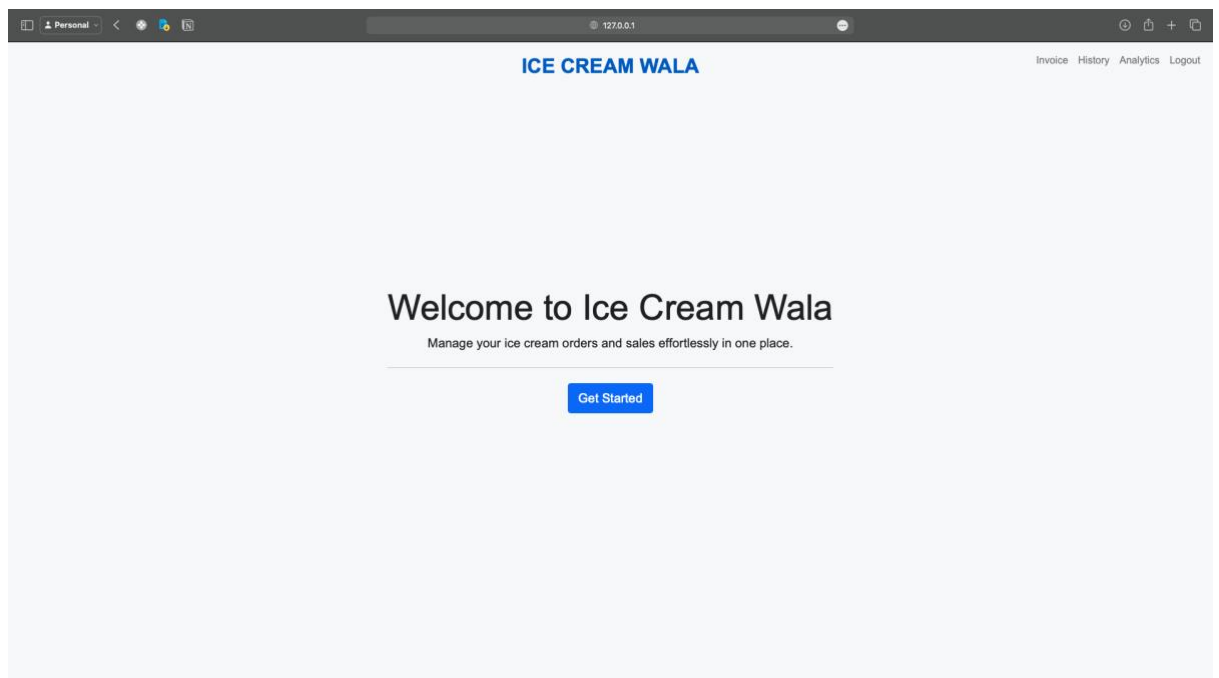 Personal
127.0.0.1
ICE CREAM WALA
Invoice History Analytics Logout
Welcome to Ice Cream Wala
Manage your ice cream orders and sales effortlessly in one place.
Get Started